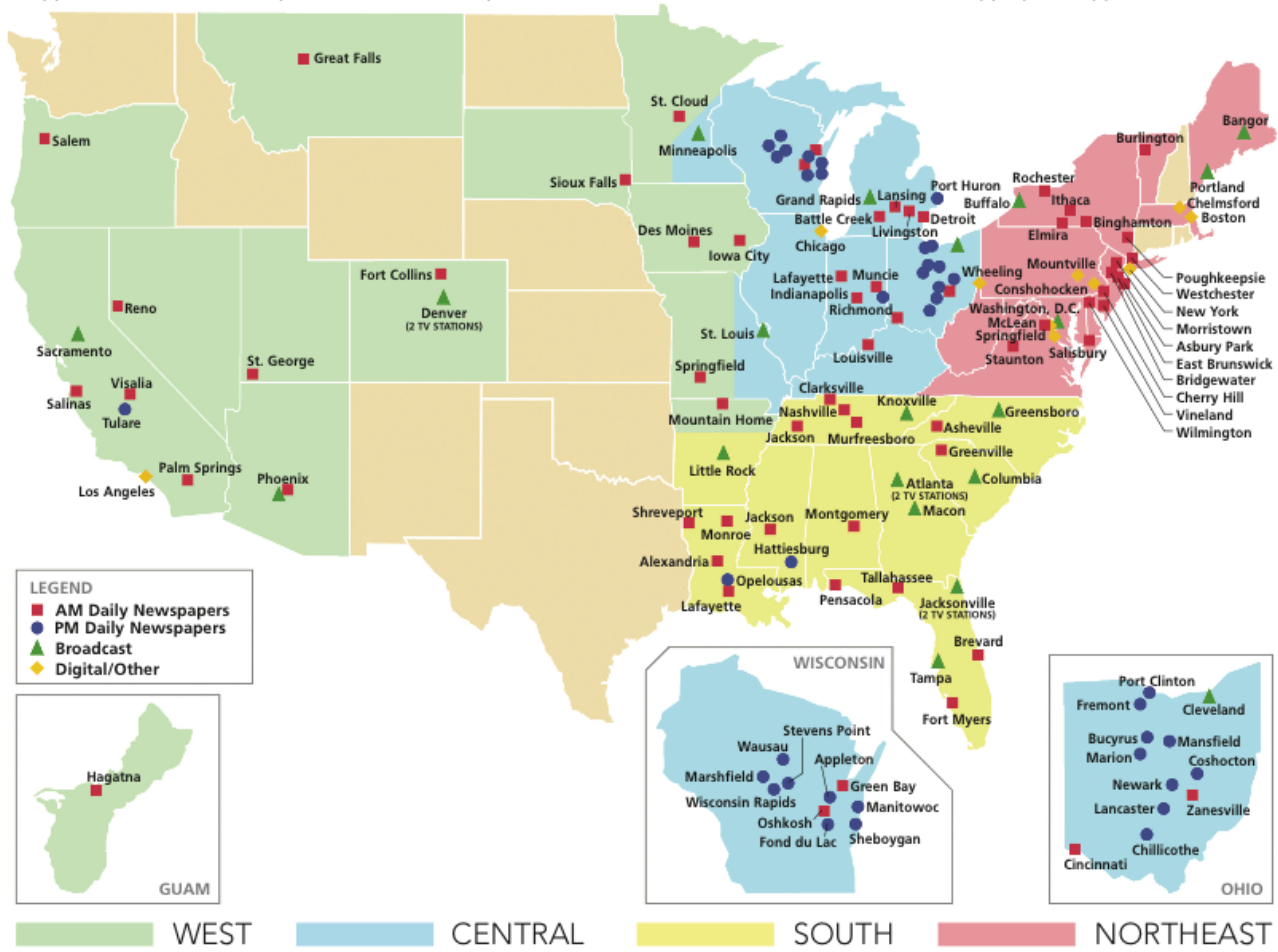 Great Falls
St. Cloud
Bangor
Salem
Minneapolis
Burlington
Sioux Falls
Rochester
Port Huron
Portland
Grand Rapids
Lansing
Buffalo
Ithaca
Chelmsford
Battle Creek
Detroit
Boston
Livingston
Binghamton
Des Moines
Elmira
Iowa City
Chicago
Fort Collins
Lafayette
Muncie
Wheeling
Mountville
Indianapolis
Conshohocken
Poughkeepsie
Westchester
Reno
Denver
(2 TV STATIONS)
Richmond
Washington, D.C.
New York
McLean
Morristown
Sacramento
St. Louis
Springfield
Asbury Park
St. George
Louisville
Staunton
Salisbury
East Brunswick
Springfield
Bridgewater
Visalia
Clarksville
Cherry Hill
Salinas
Knoxville
Tulare
Mountain Home
Nashville
Greensboro
Vineland
Jackson
Murfreesboro
Asheville
Wilmington
Greenville
Palm Springs
Little Rock
Los Angeles
Phoenix
Atlanta
(2 TV STATIONS)
Columbia
Shreveport
Jackson
Montgomery
Macon
Monroe
Hattiesburg
Alexandria
Opelousas
Tallahassee
Lafayette
Pensacola
Jacksonville
(2 TV STATIONS)
Brevard
Tampa
Fort Myers
LEGEND
AM Daily Newspapers
PM Daily Newspapers
Broadcast
Digital/Other
Hagatna
GUAM
WISCONSIN
Stevens Point
Wausau
Appleton
Marshfield
Green Bay
Wisconsin Rapids
Manitowoc
Oshkosh
Fond du Lac
Sheboygan
Port Clinton
Fremont
Cleveland
Bucyrus
Mansfield
Marion
Coshocton
Newark
Lancaster
Zanesville
Chillicothe
Cincinnati
OHIO
WEST
CENTRAL
SOUTH
NORTHEAST